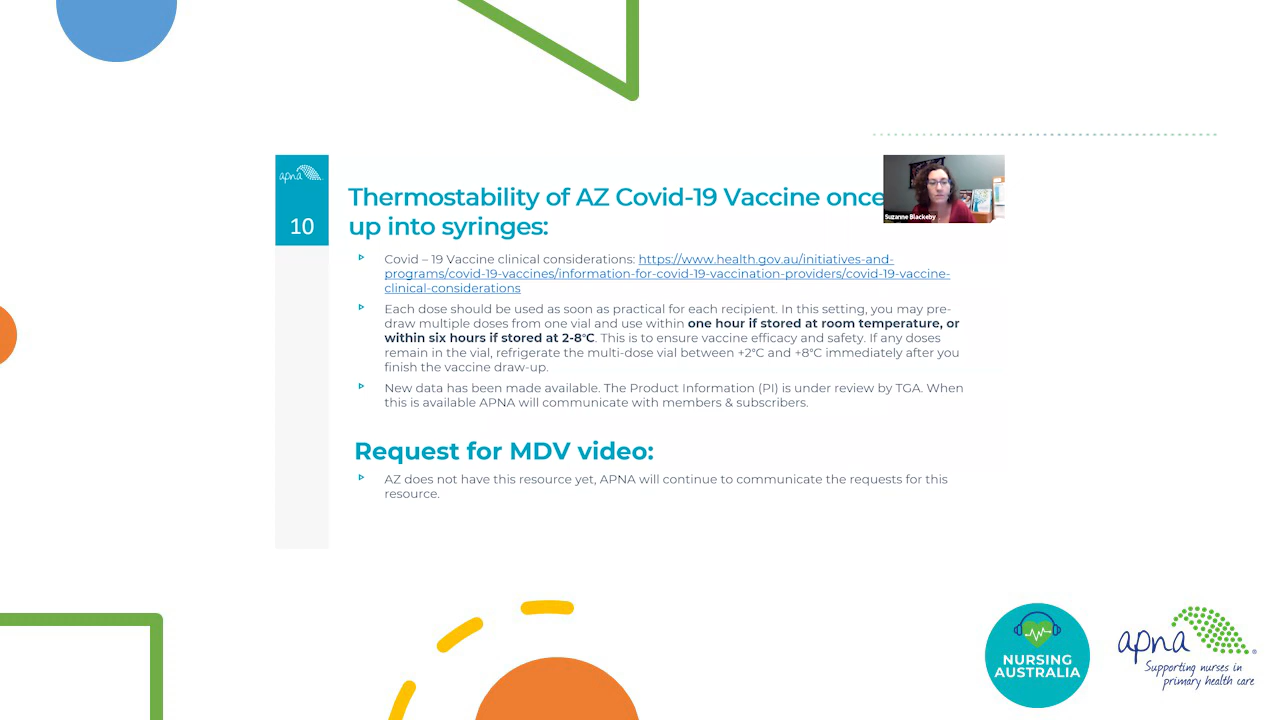 apna
10
Thermostability of AZ Covid-19 Vaccine once
up into syringes:
Suzanne Blackeby
Covid – 19 Vaccine clinical considerations: https://www.health.gov.au/initiatives-and-
programs/covid-19-vaccines/information-for-covid-19-vaccination-providers/covid-19-vaccine-
clinical-considerations
Each dose should be used as soon as practical for each recipient. In this setting, you may pre-
draw multiple doses from one vial and use within one hour if stored at room temperature, or
within six hours if stored at 2-8°C. This is to ensure vaccine efficacy and safety. If any doses
remain in the vial, refrigerate the multi-dose vial between +2°C and +8°C immediately after you
finish the vaccine draw-up.
New data has been made available. The Product Information (PI) is under review by TGA. When
this is available APNA will communicate with members & subscribers.
Request for MDV video:
AZ does not have this resource yet, APNA will continue to communicate the requests for this
resource.
NURSING
AUSTRALIA
apna
Supporting nurses in
primary health care